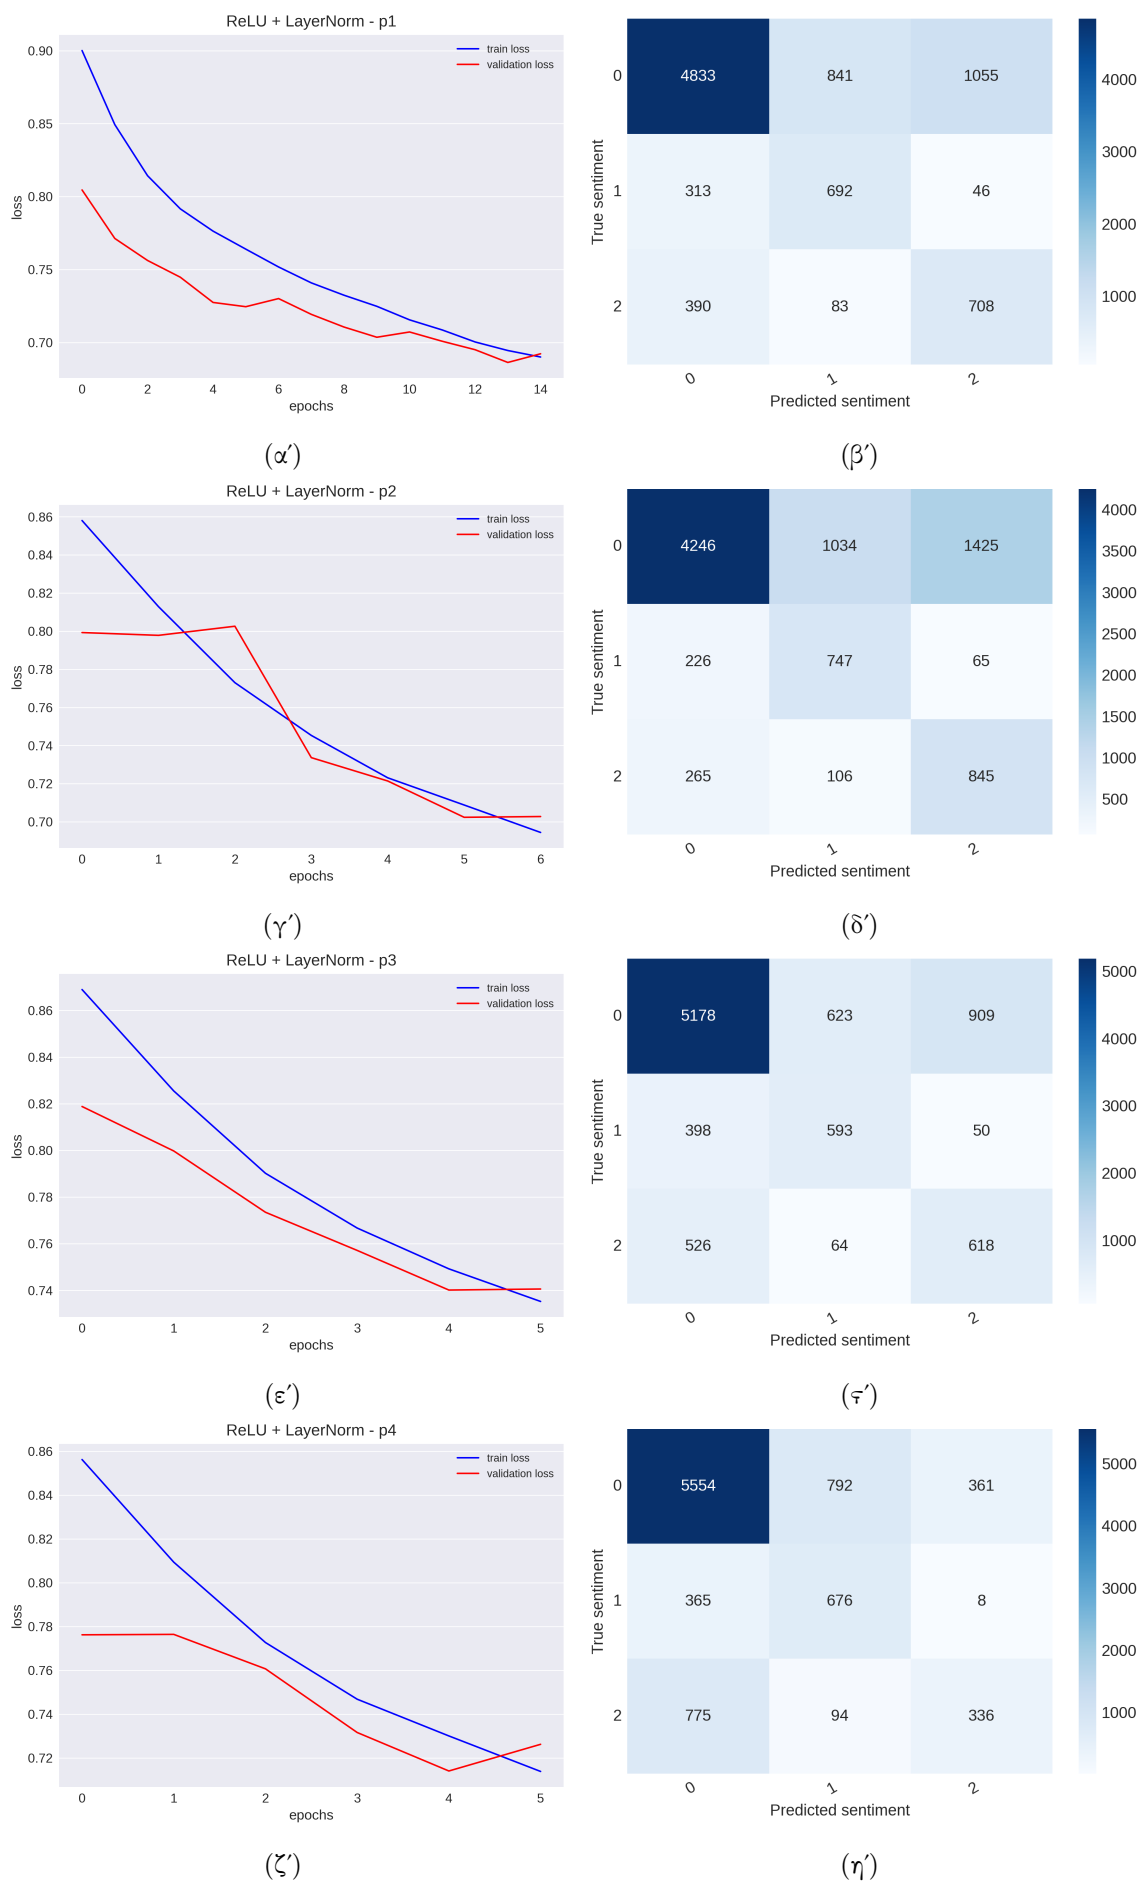 ReLU + LayerNorm - p1
train loss
validation loss
0.90
0.85
0.80
0.75
0.70
loss
0 2 4 6 8 10 12 14
epochs
(α΄)
4833 841 1055
313 692 46
390 83 708
0
1
2
True sentiment
0 1 2
Predicted sentiment
4000
3000
2000
1000
(β΄)
ReLU + LayerNorm - p2
train loss
validation loss
0.86
0.84
0.82
0.80
0.78
0.76
0.74
0.72
0.70
loss
0 1 2 3 4 5 6
epochs
(γ΄)
4246 1034 1425
226 747 65
265 106 845
0
1
2
True sentiment
0 1 2
Predicted sentiment
4000
3500
3000
2500
2000
1500
1000
500
(δ΄)
ReLU + LayerNorm - p3
train loss
validation loss
0.86
0.84
0.82
0.80
0.78
0.76
0.74
loss
0 1 2 3 4 5
epochs
(ε΄)
5178 623 909
398 593 50
526 64 618
0
1
2
True sentiment
0 1 2
Predicted sentiment
5000
4000
3000
2000
1000
(ϛ΄)
ReLU + LayerNorm - p4
train loss
validation loss
0.86
0.84
0.82
0.80
0.78
0.76
0.74
0.72
loss
0 1 2 3 4 5
epochs
(ζ΄)
5554 792 361
365 676 8
775 94 336
0
1
2
True sentiment
0 1 2
Predicted sentiment
5000
4000
3000
2000
1000
(η΄)